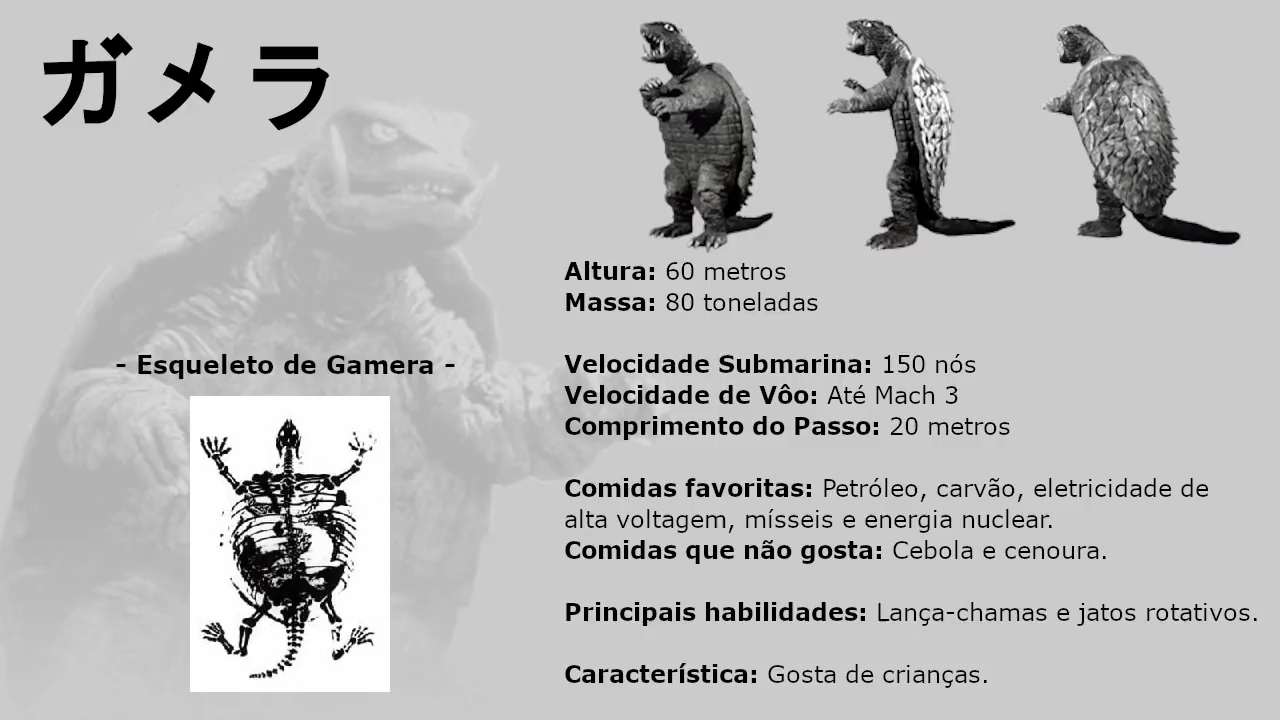 ガメラ
- Esqueleto de Gamera -
Altura: 60 metros
Massa: 80 toneladas
Velocidade Submarina: 150 nós
Velocidade de Vôo: Até Mach 3
Comprimento do Passo: 20 metros
Comidas favoritas: Petróleo, carvão, eletricidade de
alta voltagem, mísseis e energia nuclear.
Comidas que não gosta: Cebola e cenoura.
Principais habilidades: Lança-chamas e jatos rotativos.
Característica: Gosta de crianças.